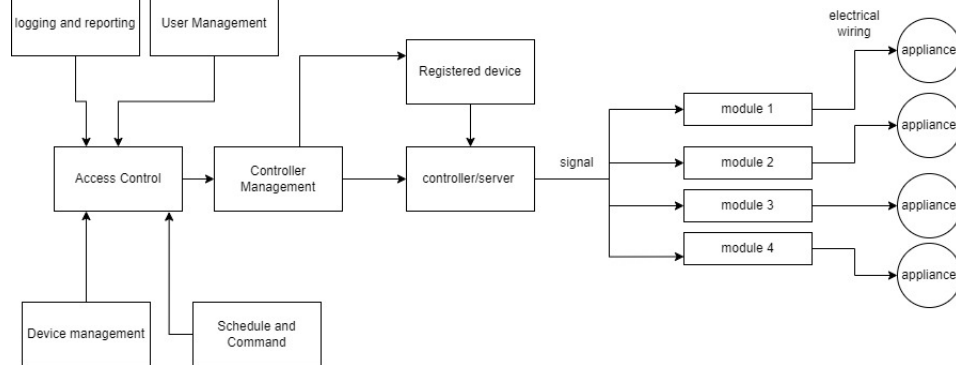 logging and reporting
User Management
electrical
wiring
appliance
Registered device
module 1
appliance
signal
module 2
Access Control
Controller
Management
controller/server
module 3
appliance
module 4
appliance
Device management
Schedule and
Command